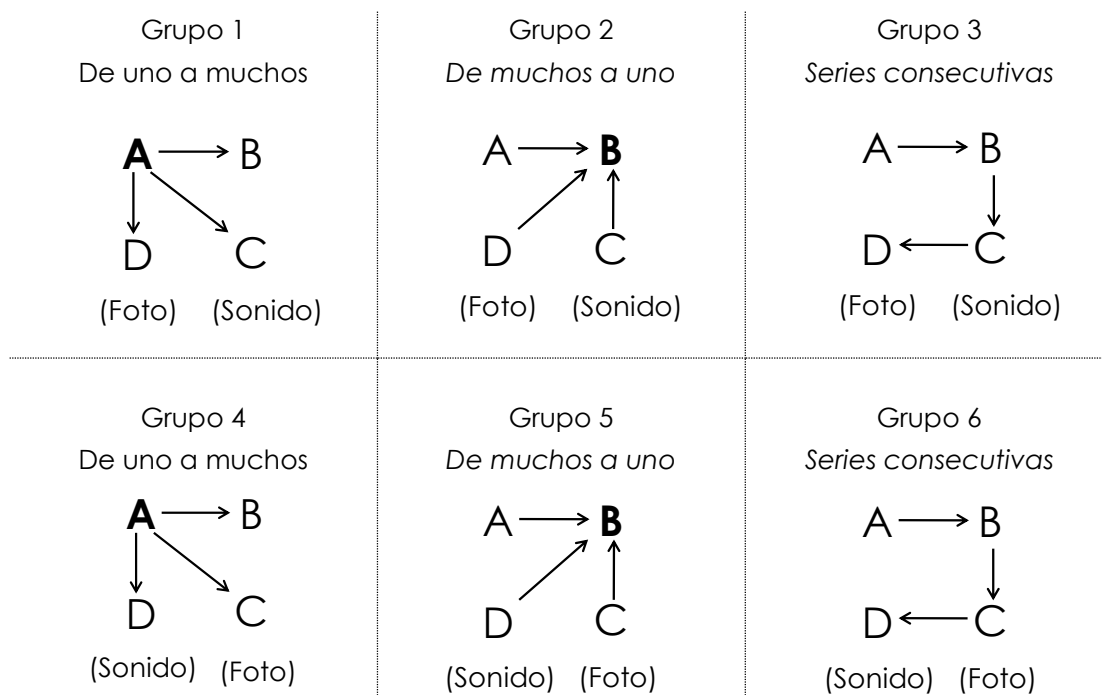 Grupo 1
De uno a muchos
A B
D C
(Foto) (Sonido)
Grupo 2
De muchos a uno
A B
D C
(Foto) (Sonido)
Grupo 3
Series consecutivas
A B
D C
(Foto) (Sonido)
Grupo 4
De uno a muchos
A B
D C
(Sonido) (Foto)
Grupo 5
De muchos a uno
A B
D C
(Sonido) (Foto)
Grupo 6
Series consecutivas
A B
D C
(Sonido) (Foto)